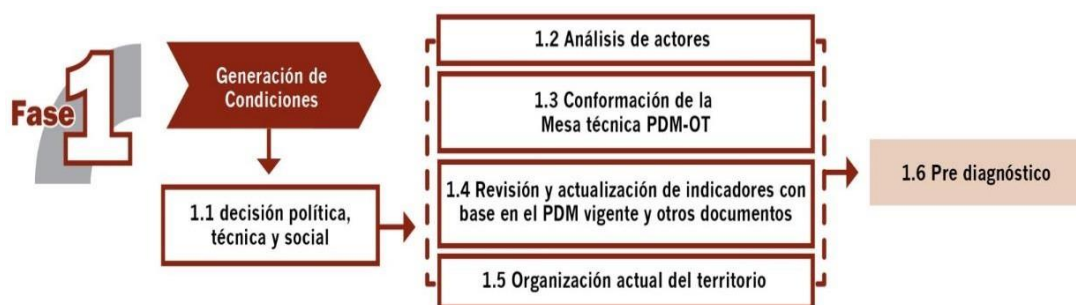 Fase 1
Generación de
Condiciones
1.1 decisión política,
técnica y social
1.2 Análisis de actores
1.3 Conformación de la
Mesa técnica PDM-OT
1.4 Revisión y actualización de indicadores con
base en el PDM vigente y otros documentos
1.5 Organización actual del territorio
1.6 Pre diagnóstico